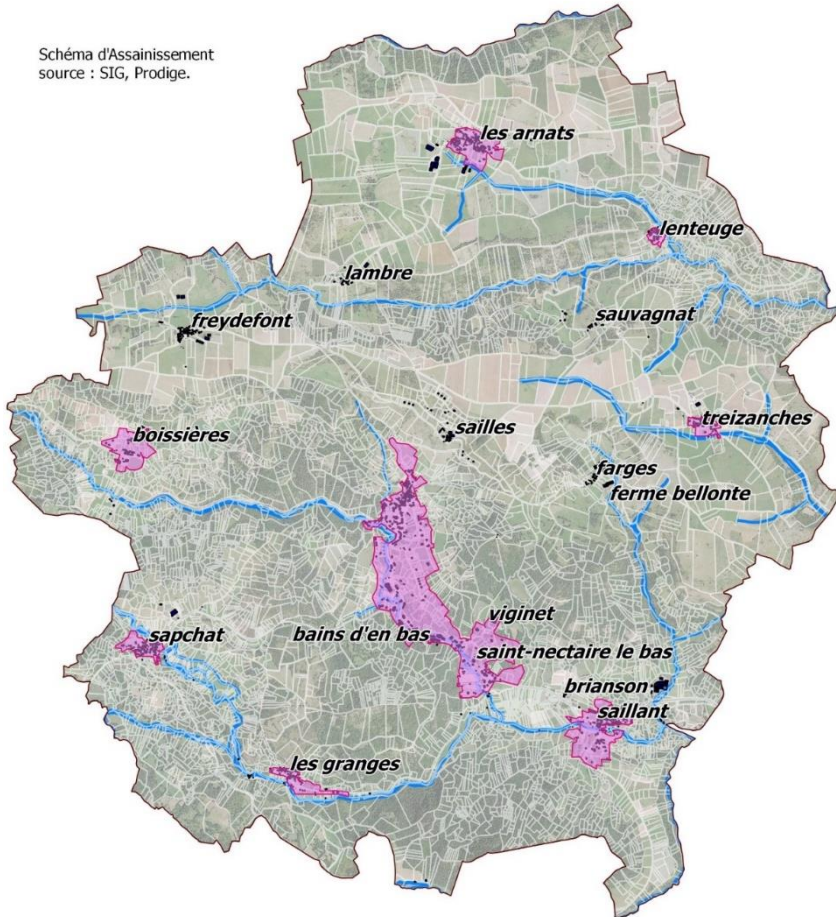 Schéma d'Assainissement
source : SIG, Prodige.
les arnats
lenteuge
lambre
freydefont
sauvagnat
boissières
sailles
treizanches
farges
ferme bellonte
viginet
sapchat
bains d'en bas
saint-nectaire le bas
brianson
saillant
les granges